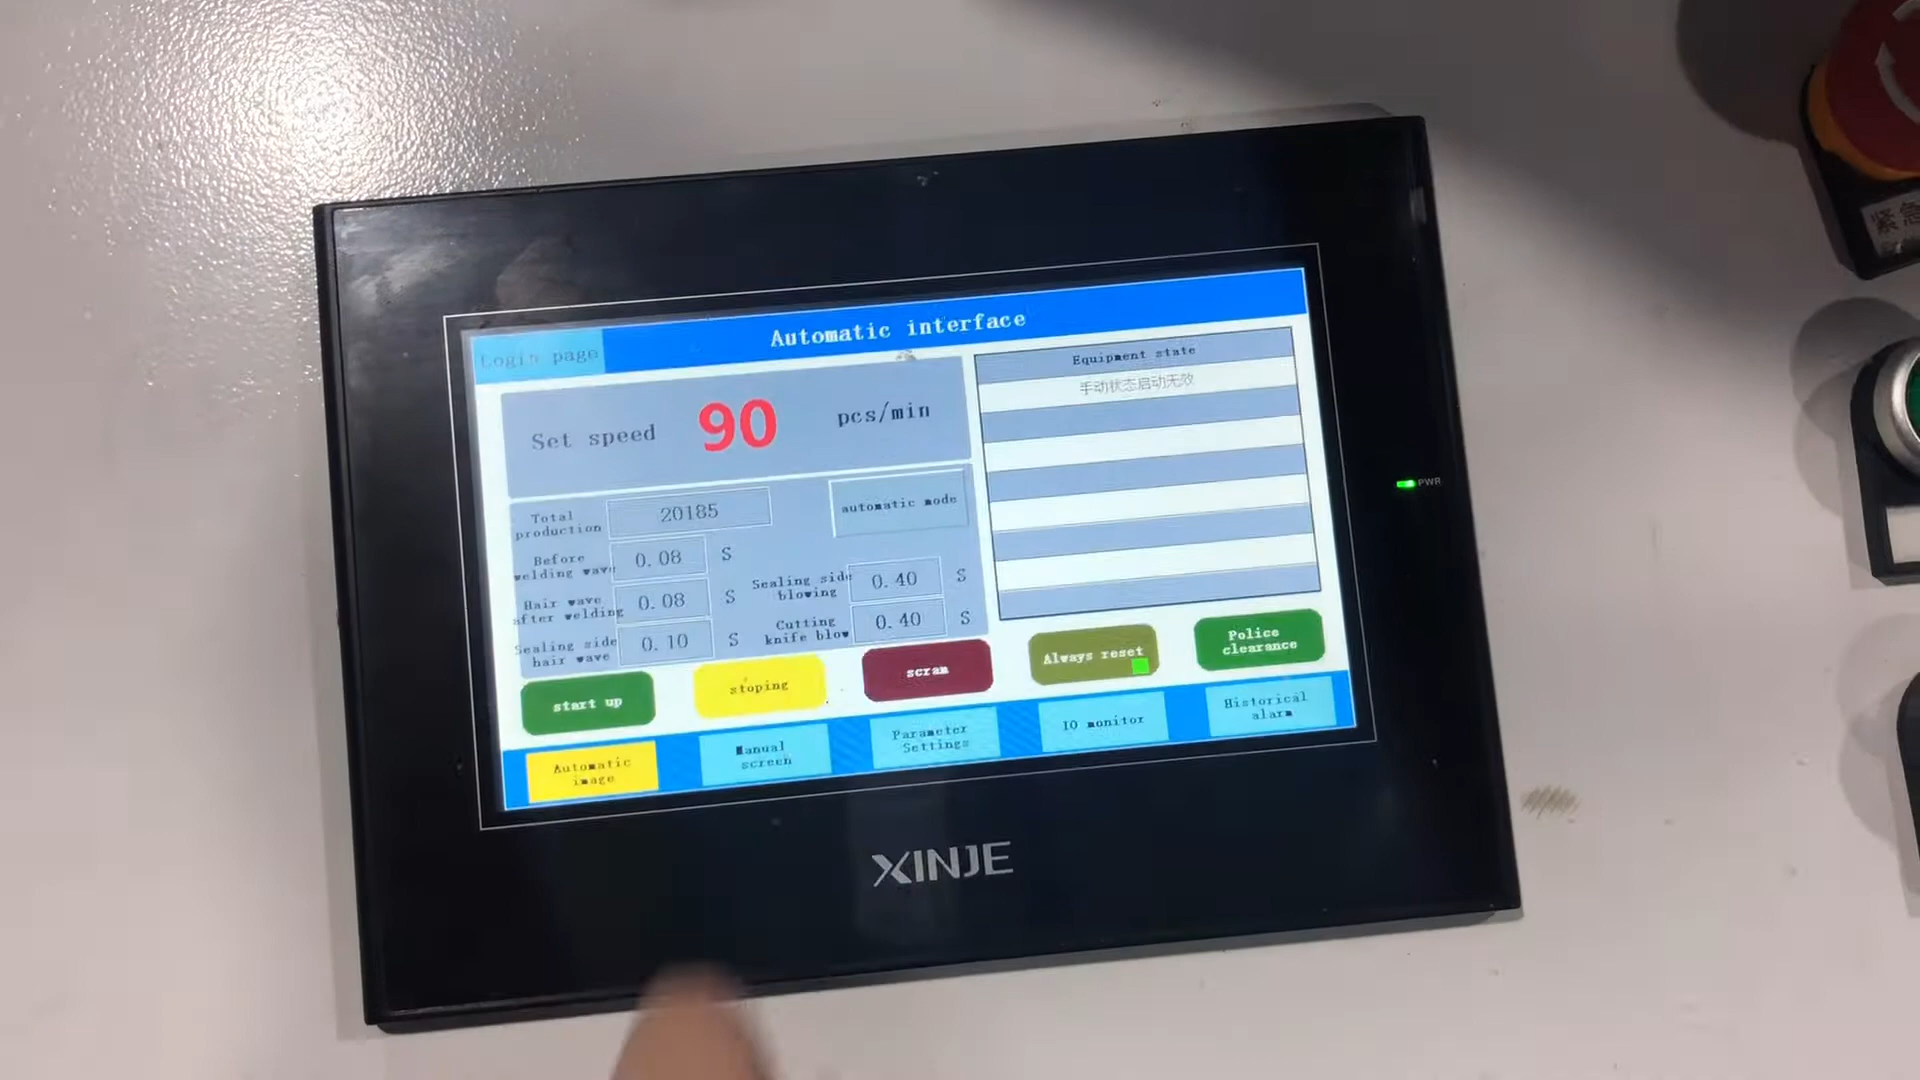 Automatic interface
Login page
Set speed 90 pcs/min
Equipment state
手动状态启动无效
Total
production
20185
automatic mode
Before
welding wave
0.08 S
Hair wave
after welding
0.08 S
Sealing side
blowing
0.40 S
Sealing side
hair wave
0.10 S
Cutting
knife blow
0.40 S
start up
stoping
scram
Always reset
Police
clearance
Automatic
image
Manual
screen
Parameter
Settings
IO monitor
Historical
alarm
PWR
XINJE
紧急